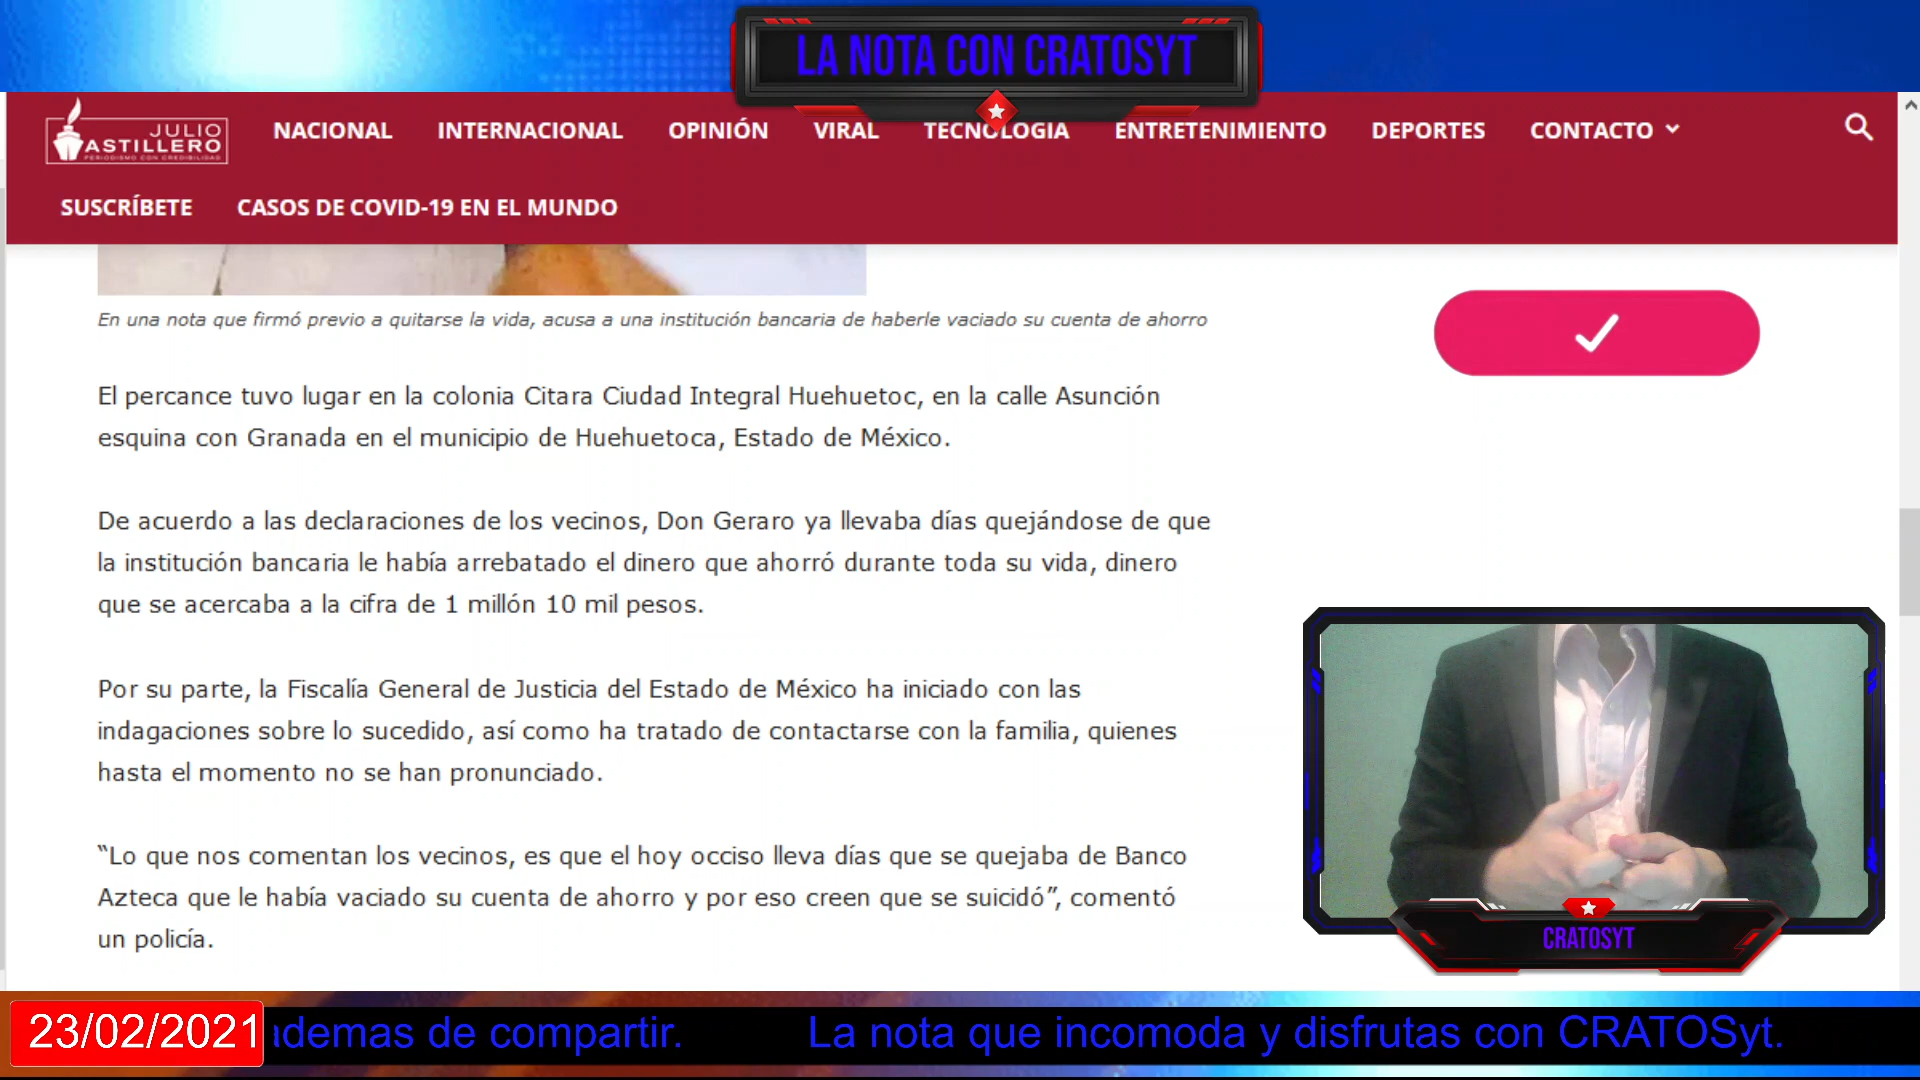 LA NOTA CON CRATOSYT
JULIO
ASTILLERO
PERIODISMO CON CREDIBILIDAD
NACIONAL
INTERNACIONAL
OPINIÓN
VIRAL
TECNOLOGIA
ENTRETENIMIENTO
DEPORTES
CONTACTO
SUSCRÍBETE
CASOS DE COVID-19 EN EL MUNDO
En una nota que firmó previo a quitarse la vida, acusa a una institución bancaria de haberle vaciado su cuenta de ahorro
El percance tuvo lugar en la colonia Citara Ciudad Integral Huehuetoc, en la calle Asunción
esquina con Granada en el municipio de Huehuetoca, Estado de México.
De acuerdo a las declaraciones de los vecinos, Don Geraro ya llevaba días quejándose de que
la institución bancaria le había arrebatado el dinero que ahorró durante toda su vida, dinero
que se acercaba a la cifra de 1 millón 10 mil pesos.
Por su parte, la Fiscalía General de Justicia del Estado de México ha iniciado con las
indagaciones sobre lo sucedido, así como ha tratado de contactarse con la familia, quienes
hasta el momento no se han pronunciado.
“Lo que nos comentan los vecinos, es que el hoy occiso lleva días que se quejaba de Banco
Azteca que le había vaciado su cuenta de ahorro y por eso creen que se suicidó”, comentó
un policía.
CRATOSYT
23/02/2021
ademas de compartir. La nota que incomoda y disfrutas con CRATOSyt.